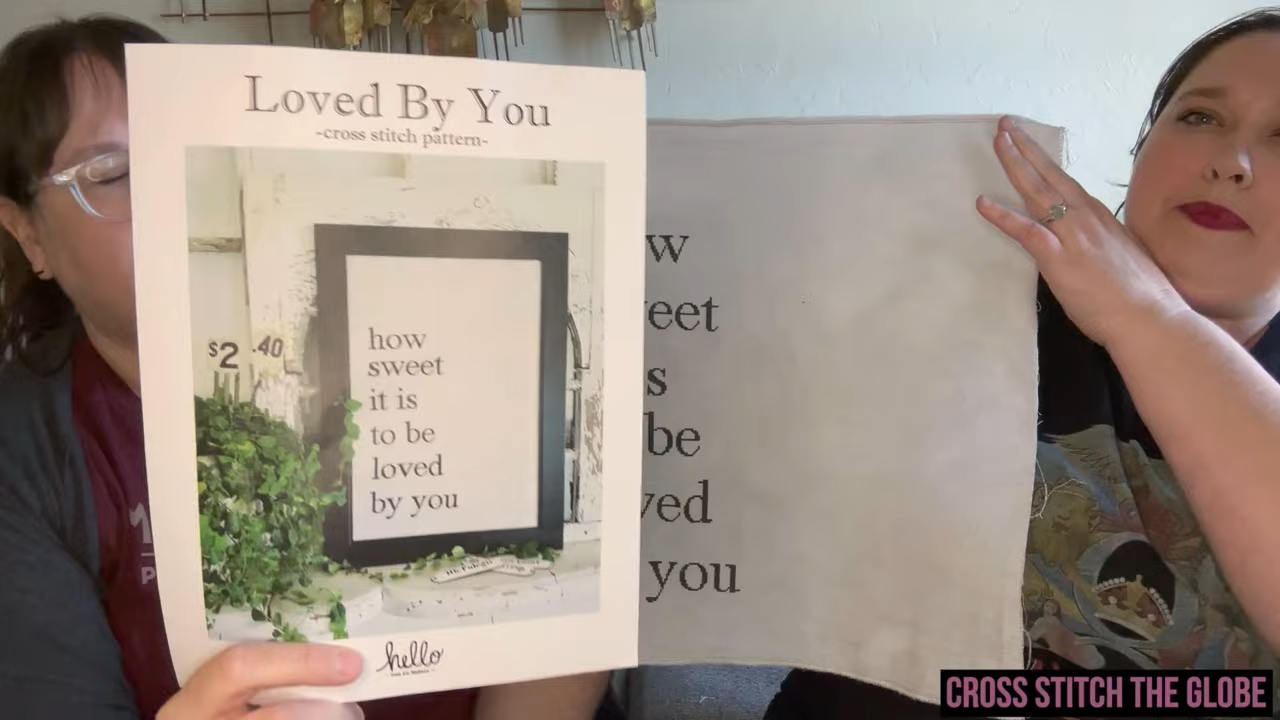 Loved By You
-cross stitch pattern-
$2 .40
how
sweet
it is
to be
loved
by you
hello
w
eet
s
be
ved
you
CROSS STITCH THE GLOBE